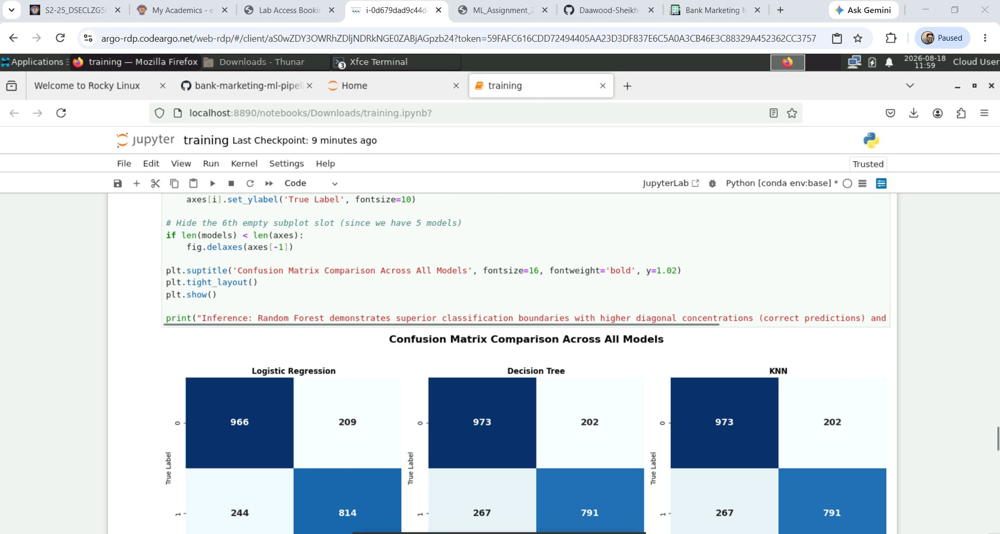 S2-25_DSECLZG5
My Academics - e
Lab Access Bookin
i-0d679dad9c44d
ML_Assignment_2
Daawood-Sheikh-
Bank Marketing M
Ask Gemini
argo-rdp.codeargo.net/web-rdp/#/client/aS0wZDY3OWRhZDljNDRkNGE0ZABjAGpzb24?token=59FAFC616CDD72494405AA23D3DF837E6C5A0A3CB46E3C88329A452362CC3757
Paused
Applications
training — Mozilla Firefox
Downloads - Thunar
3 Xfce Terminal
2026-08-18
11:59
Cloud User
Welcome to Rocky Linux
bank-marketing-ml-pipeli
Home
training
localhost:8890/notebooks/Downloads/training.ipynb?
jupyter training Last Checkpoint: 9 minutes ago
File Edit View Run Kernel Settings Help
Trusted
Code
JupyterLab
Python [conda env:base] *
axes[i].set_ylabel('True Label', fontsize=10)
# Hide the 6th empty subplot slot (since we have 5 models)
if len(models) < len(axes):
fig.delaxes(axes[-1])
plt.suptitle('Confusion Matrix Comparison Across All Models', fontsize=16, fontweight='bold', y=1.02)
plt.tight_layout()
plt.show()
print("Inference: Random Forest demonstrates superior classification boundaries with higher diagonal concentrations (correct predictions) and
Confusion Matrix Comparison Across All Models
Logistic Regression
Decision Tree
KNN
0 966 209
0 973 202
0 973 202
True Label
True Label
True Label
1 244 814
1 267 791
1 267 791